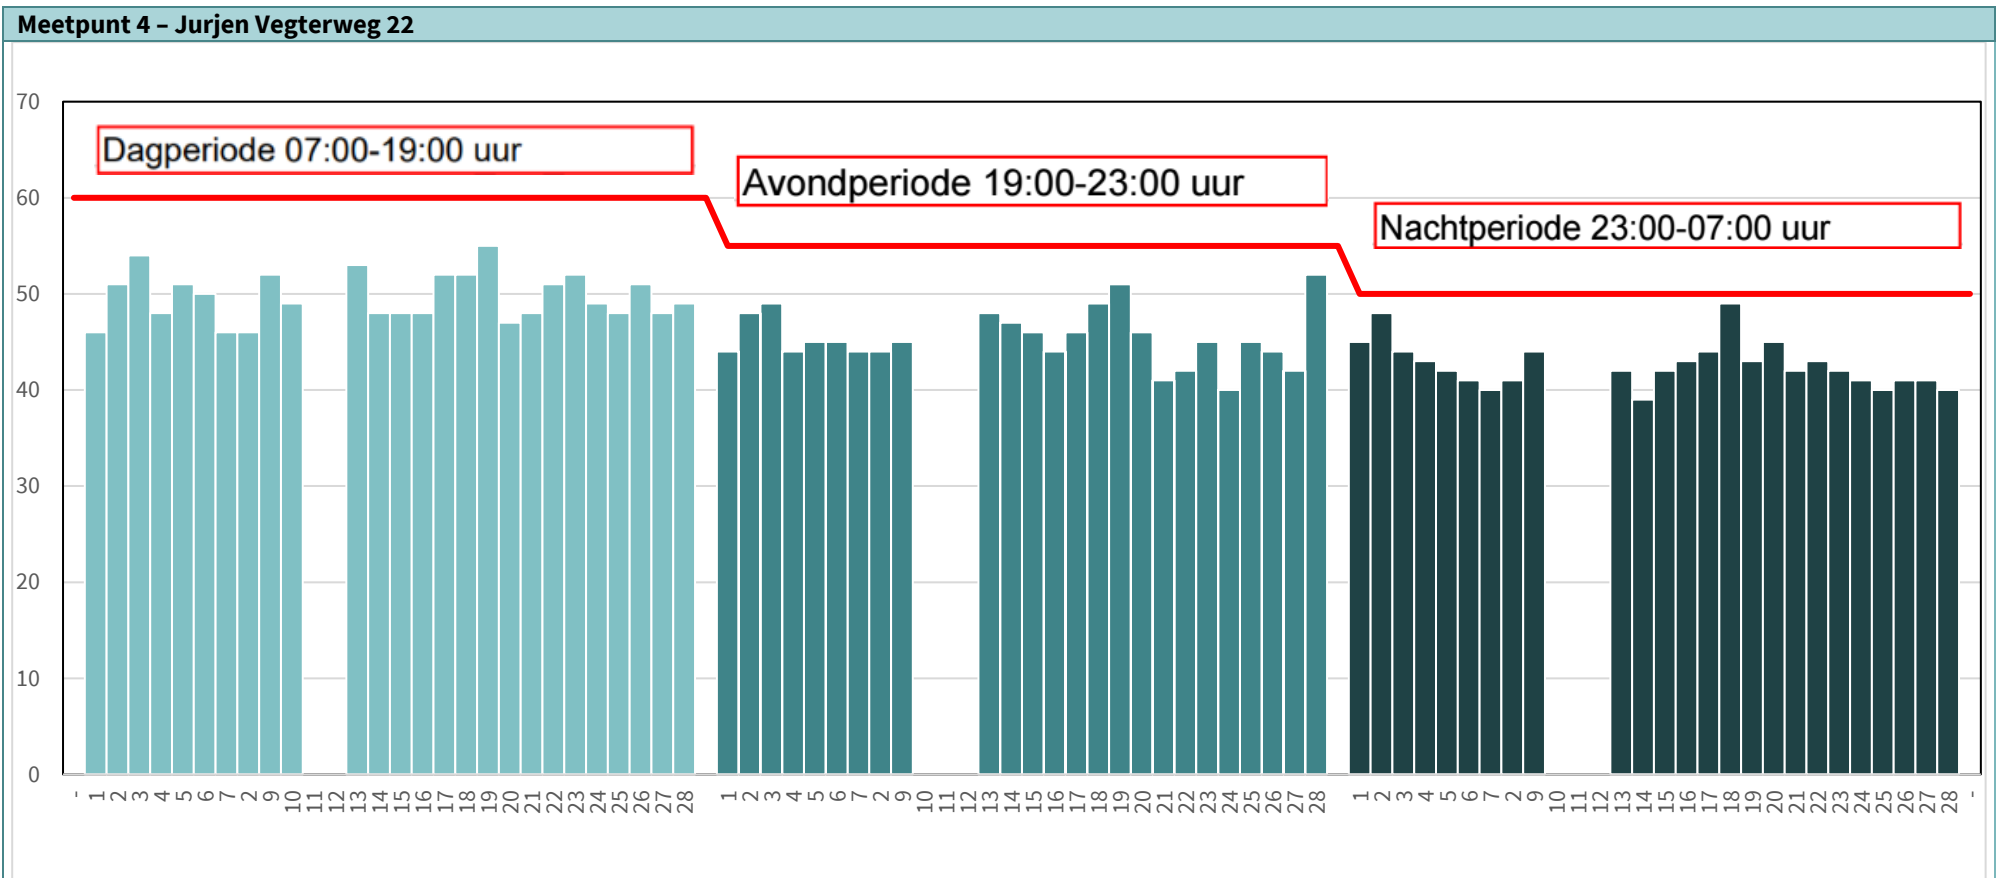 Meetpunt 4 – Jurjen Vegterweg 22
70
Dagperiode 07:00-19:00 uur
Avondperiode 19:00-23:00 uur
60
Nachtperiode 23:00-07:00 uur
50
40
30
20
10
0
- 1 2 3 4 5 6 7 2 9 10 11 12 13 14 15 16 17 18 19 20 21 22 23 24 25 26 27 28 1 2 3 4 5 6 7 2 9 10 11 12 13 14 15 16 17 18 19 20 21 22 23 24 25 26 27 28 1 2 3 4 5 6 7 2 9 10 11 12 13 14 15 16 17 18 19 20 21 22 23 24 25 26 27 28 -